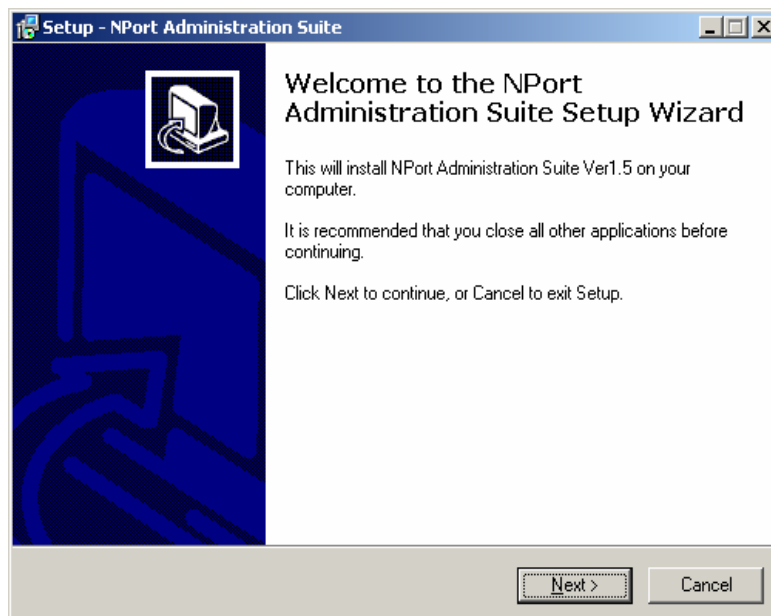 Setup - NPort Administration Suite
Welcome to the NPort
Administration Suite Setup Wizard
This will install NPort Administration Suite Ver1.5 on your
computer.
It is recommended that you close all other applications before
continuing.
Click Next to continue, or Cancel to exit Setup.
Next >
Cancel